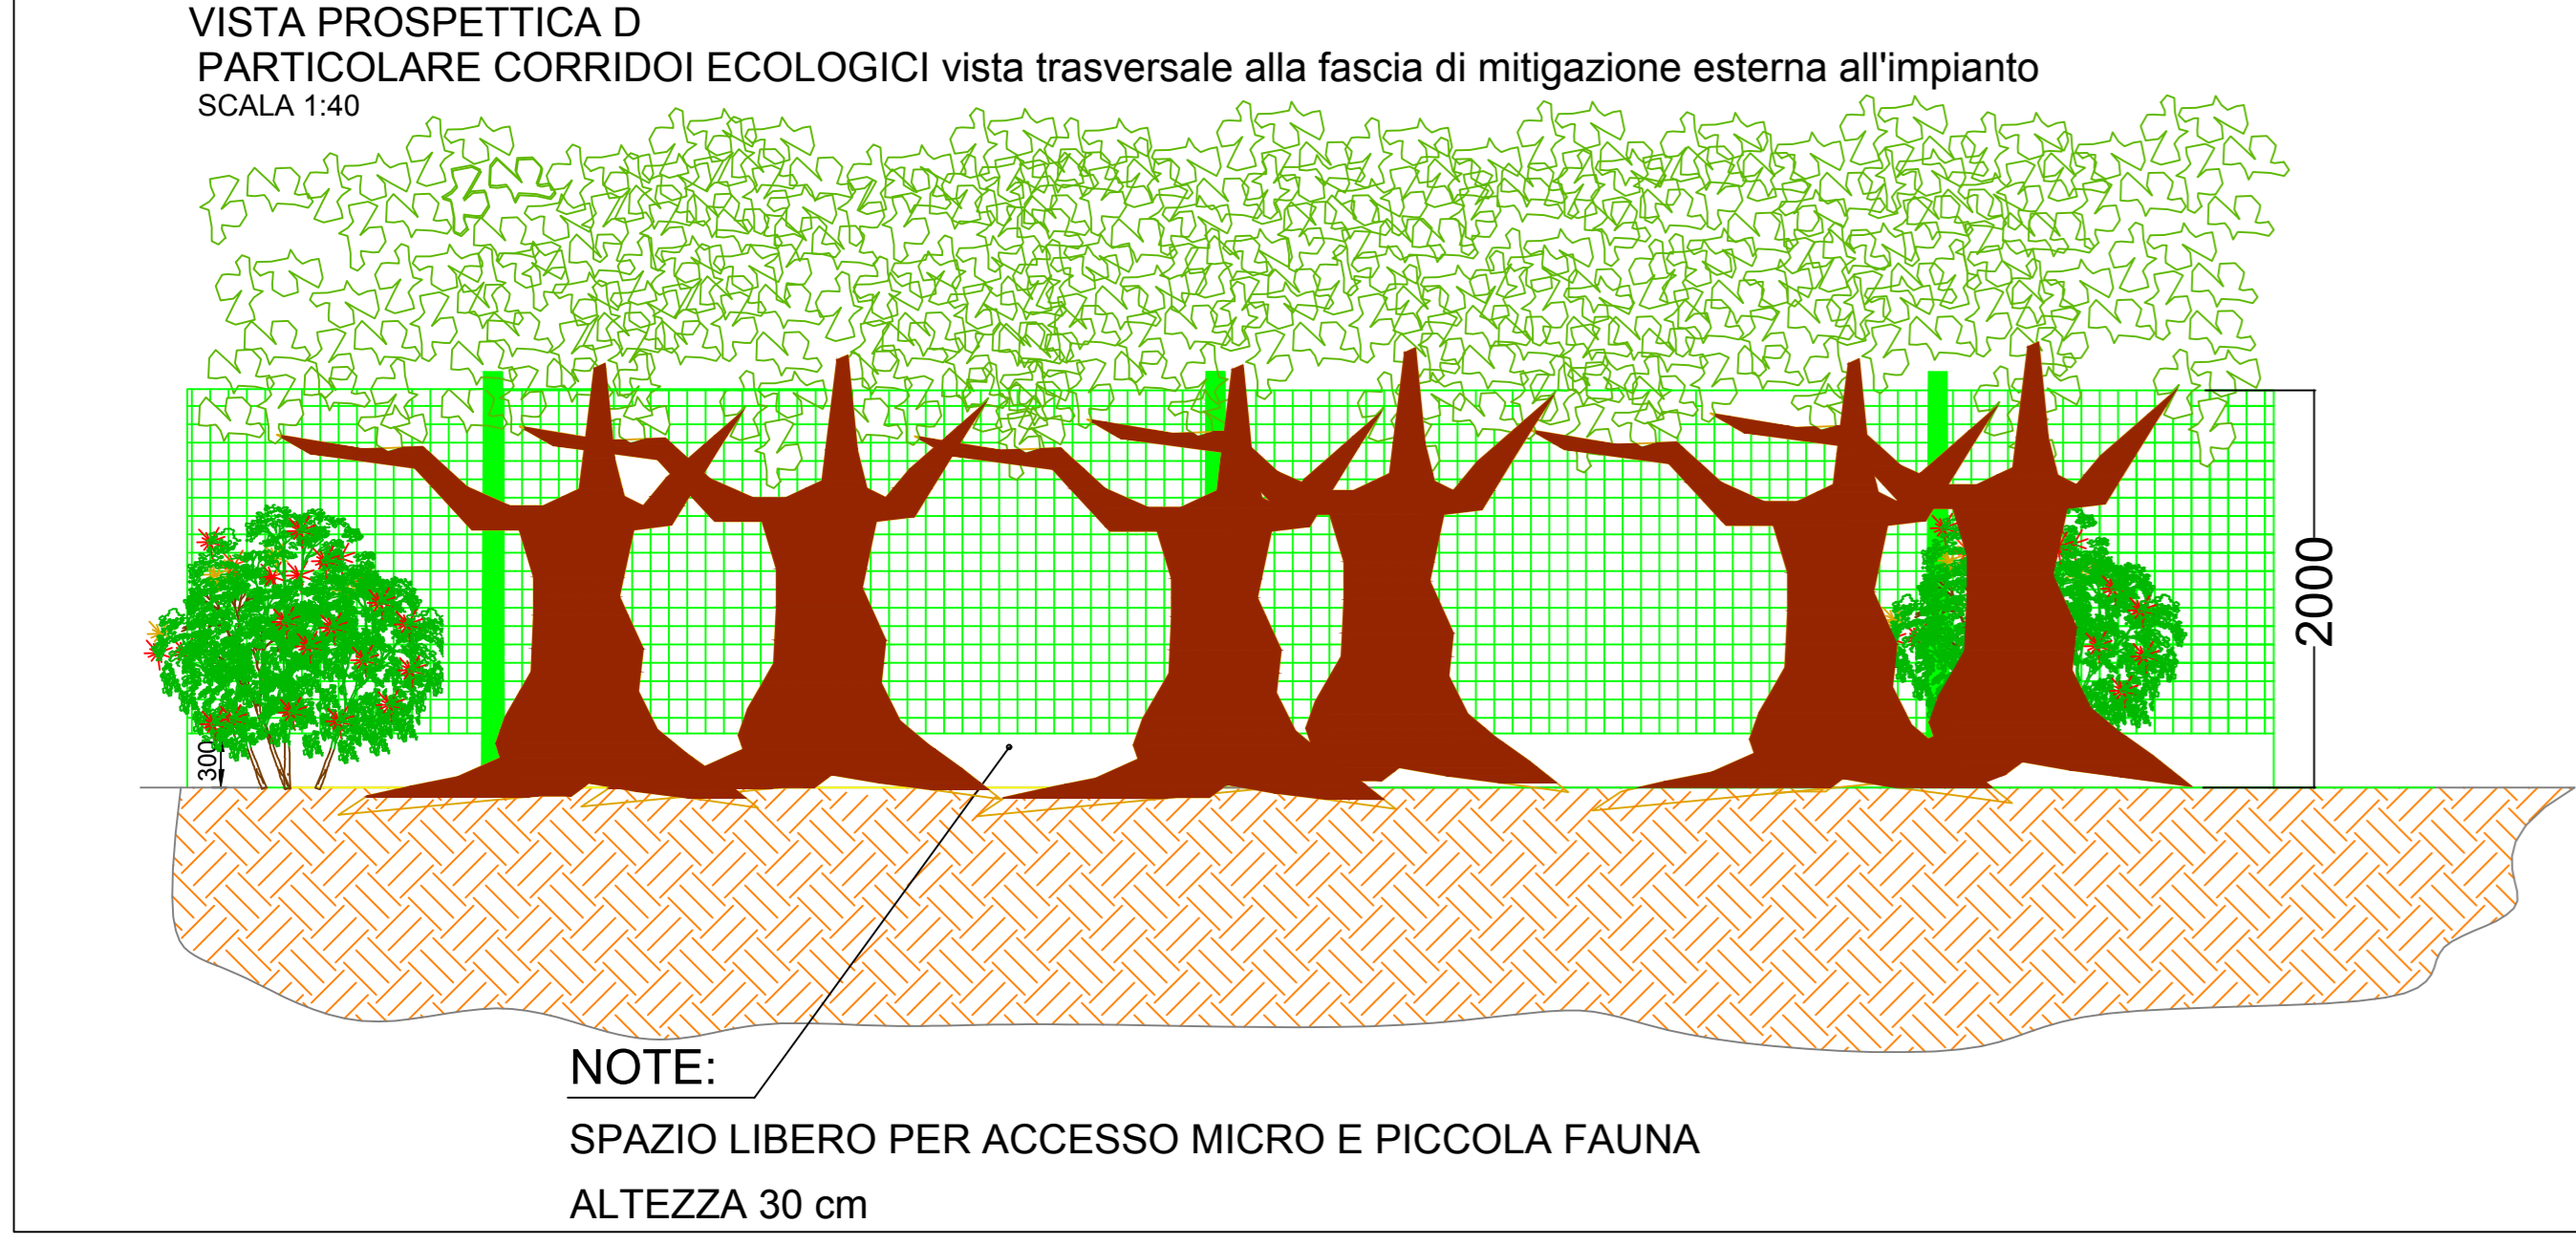 VISTA PROSPETTICA D
PARTICOLARE CORRIDOI ECOLOGICI vista trasversale alla fascia di mitigazione esterna all'impianto
SCALA 1:40
2000
300
NOTE:
SPAZIO LIBERO PER ACCESSO MICRO E PICCOLA FAUNA
ALTEZZA 30 cm